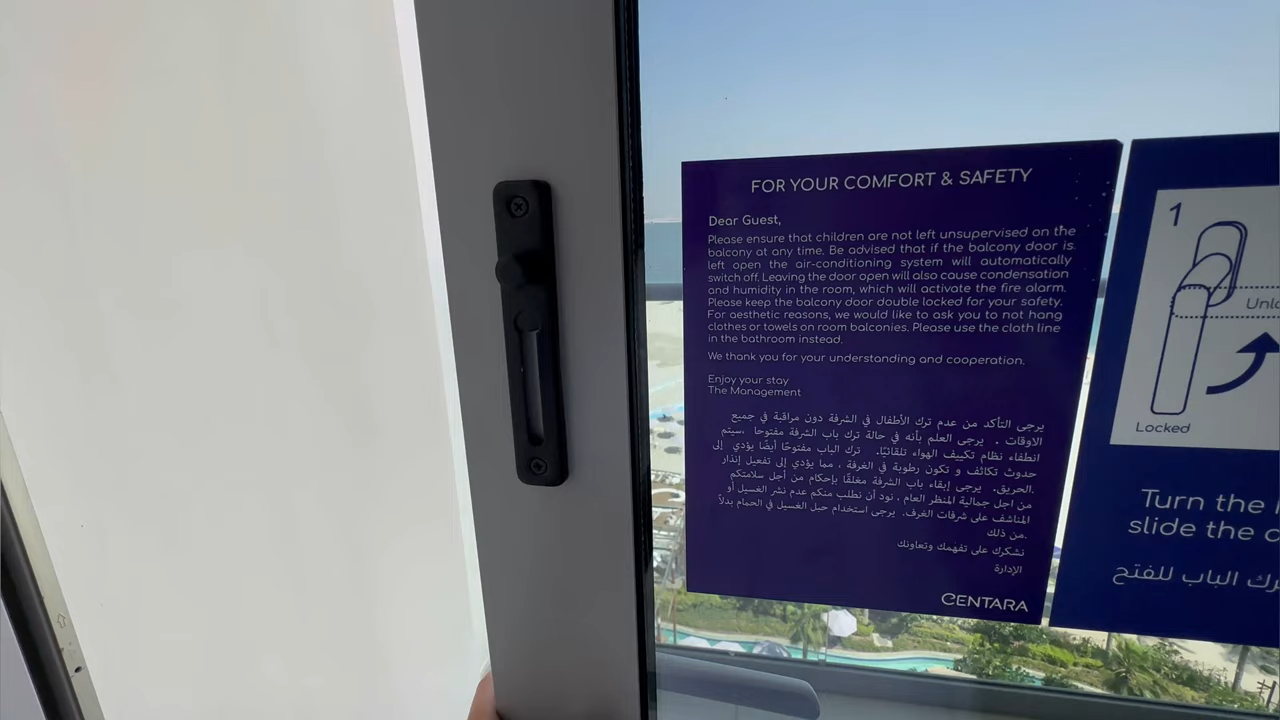 FOR YOUR COMFORT & SAFETY
Dear Guest,
Please ensure that children are not left unsupervised on the
balcony at any time. Be advised that if the balcony door is
left open the air-conditioning system will automatically
switch off. Leaving the door open will also cause condensation
and humidity in the room, which will activate the fire alarm.
Please keep the balcony door double locked for your safety.
For aesthetic reasons, we would like to ask you to not hang
clothes or towels on room balconies. Please use the cloth line
in the bathroom instead.
We thank you for your understanding and cooperation.
Enjoy your stay
The Management
يرجى التأكد من عدم ترك الأطفال في الشرفة دون مراقبة في جميع
الاوقات . يرجى العلم بأنه في حالة ترك باب الشرفة مفتوحا ،سيتم
انطفاء نظام تكييف الهواء تلقائيًا. ترك الباب مفتوحًا أيضًا يؤدي إلى
حدوث تكاثف و تكون رطوبة في الغرفة ، مما يؤدي إلى تفعيل إنذار
الحريق. يرجى إبقاء باب الشرفة مغلقًا بإحكام من أجل سلامتكم.
من اجل جمالية المنظر العام ، نود أن نطلب منكم عدم نشر الغسيل أو
المناشف على شرفات الغرف. يرجى استخدام حبل الغسيل في الحمام بدلاً
من ذلك.
نشكرك على تفهمك وتعاونك
الإدارة
CENTARA
1
Locked
Turn the
slide the
الباب للفتح